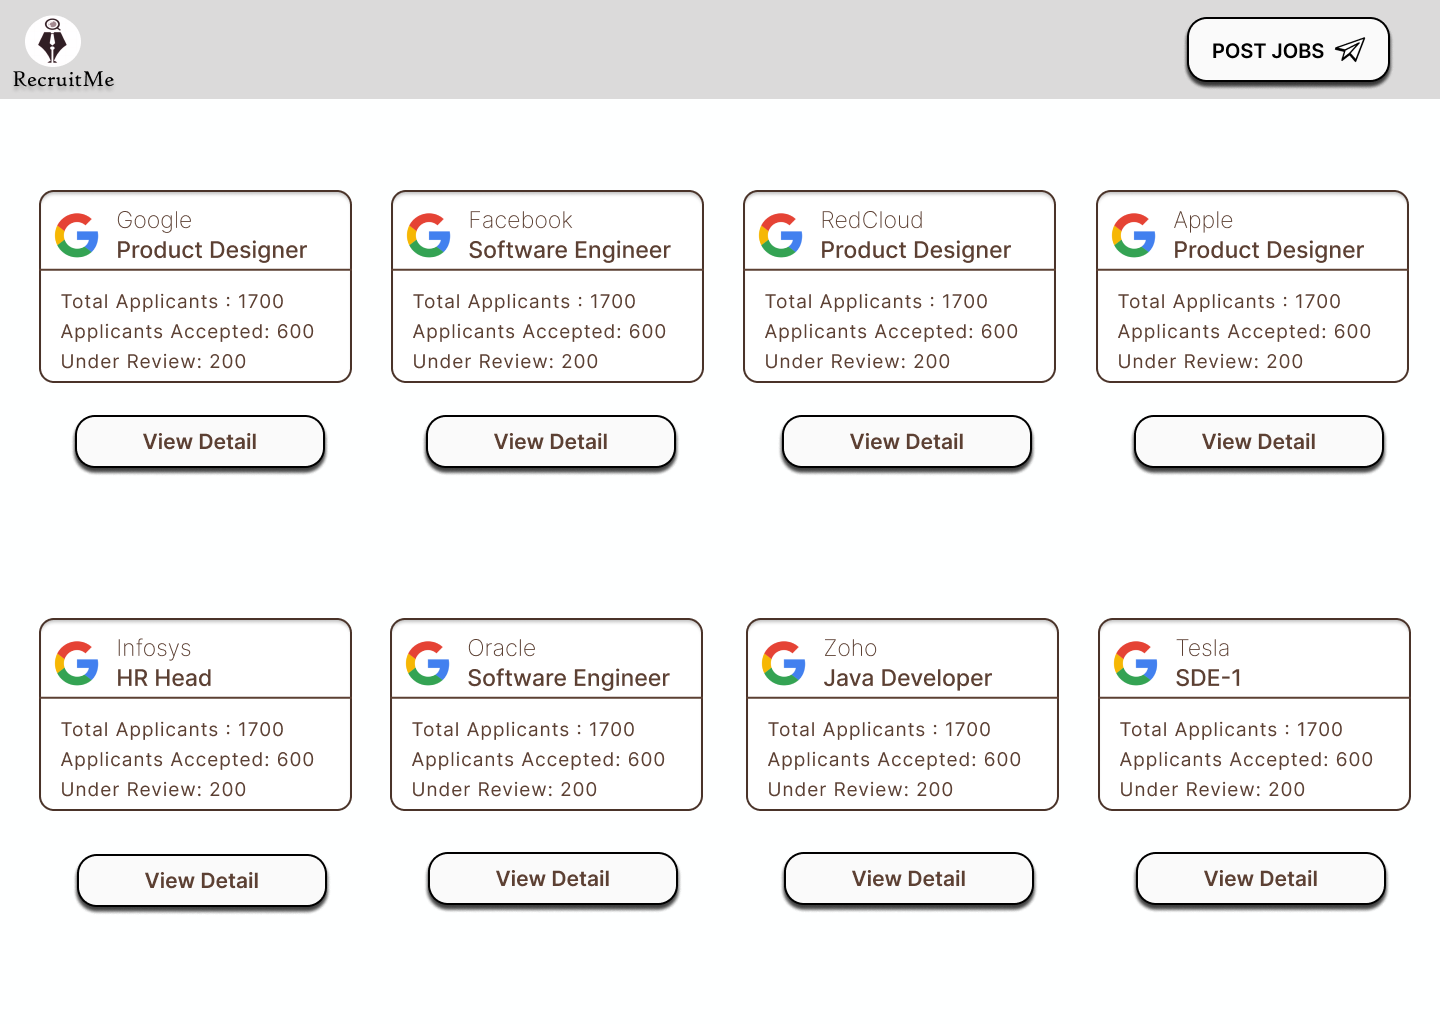 RecruitMe
POST JOBS
Google
Product Designer
Total Applicants : 1700
Applicants Accepted: 600
Under Review: 200
View Detail
Facebook
Software Engineer
Total Applicants : 1700
Applicants Accepted: 600
Under Review: 200
View Detail
RedCloud
Product Designer
Total Applicants : 1700
Applicants Accepted: 600
Under Review: 200
View Detail
Apple
Product Designer
Total Applicants : 1700
Applicants Accepted: 600
Under Review: 200
View Detail
Infosys
HR Head
Total Applicants : 1700
Applicants Accepted: 600
Under Review: 200
View Detail
Oracle
Software Engineer
Total Applicants : 1700
Applicants Accepted: 600
Under Review: 200
View Detail
Zoho
Java Developer
Total Applicants : 1700
Applicants Accepted: 600
Under Review: 200
View Detail
Tesla
SDE-1
Total Applicants : 1700
Applicants Accepted: 600
Under Review: 200
View Detail